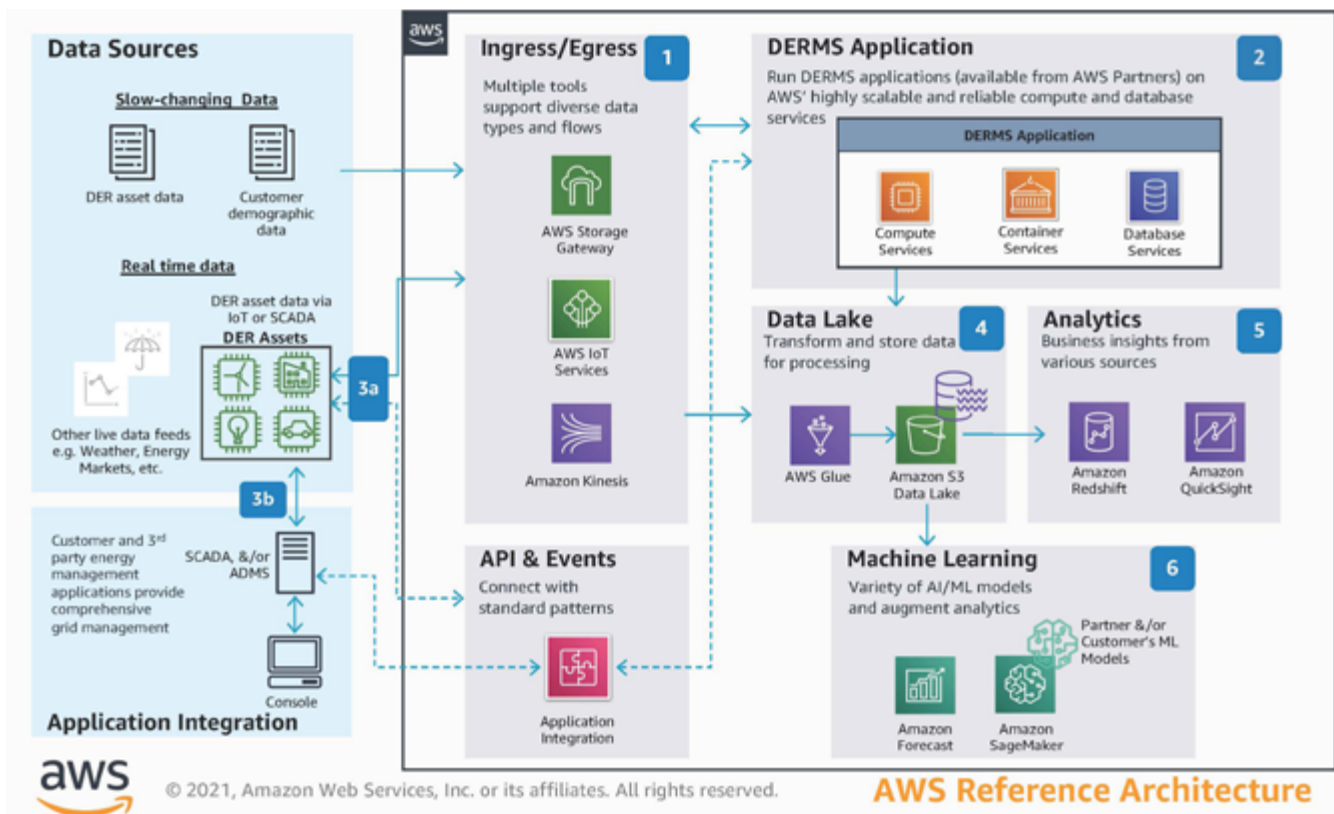 Data Sources
Slow-changing Data
DER asset data
Customer
demographic
data
Real time data
DER asset data via
IoT or SCADA
DER Assets
Other live data feeds
e.g. Weather, Energy
Markets, etc.
3a
3b
Customer and 3rd
party energy
management
applications provide
comprehensive
grid management
SCADA, &/or
ADMS
Console
Application Integration
aws
Ingress/Egress
1
Multiple tools
support diverse data
types and flows
AWS Storage
Gateway
AWS IoT
Services
Amazon Kinesis
API & Events
Connect with
standard patterns
Application
Integration
DERMS Application
2
Run DERMS applications (available from AWS Partners) on
AWS' highly scalable and reliable compute and database
services
DERMS Application
Compute
Services
Container
Services
Database
Services
Data Lake
4
Transform and store data
for processing
AWS Glue
Amazon S3
Data Lake
Analytics
5
Business insights from
various sources
Amazon
Redshift
Amazon
QuickSight
Machine Learning
6
Variety of AI/ML models
and augment analytics
Partner &/or
Customer's ML
Models
Amazon
Forecast
Amazon
SageMaker
aws
© 2021, Amazon Web Services, Inc. or its affiliates. All rights reserved.
AWS Reference Architecture